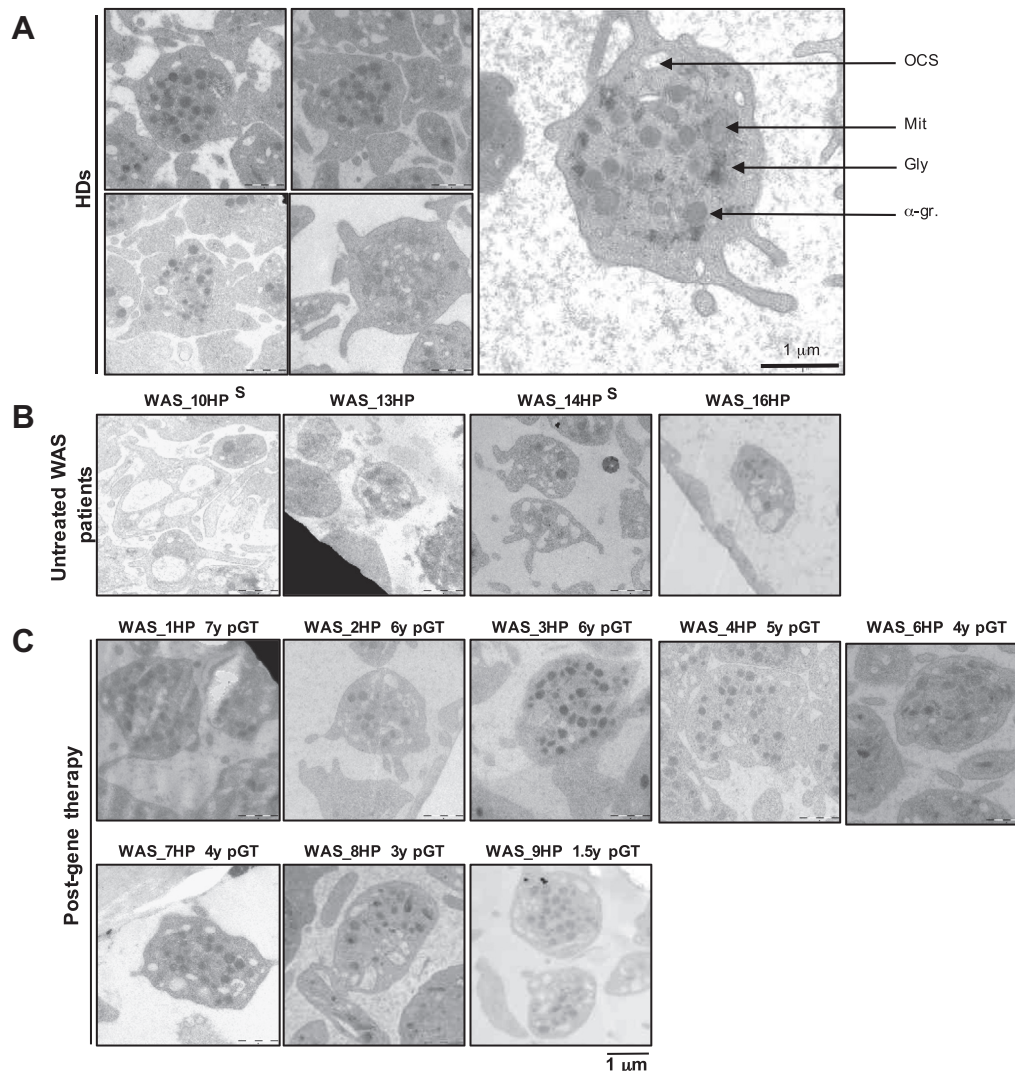 A
HDs
OCS
Mit
Gly
α-gr.
1 μm
B
Untreated WAS
patients
WAS_10HP S
WAS_13HP
WAS_14HP S
WAS_16HP
C
Post-gene therapy
WAS_1HP 7y pGT
WAS_2HP 6y pGT
WAS_3HP 6y pGT
WAS_4HP 5y pGT
WAS_6HP 4y pGT
WAS_7HP 4y pGT
WAS_8HP 3y pGT
WAS_9HP 1.5y pGT
1 μm